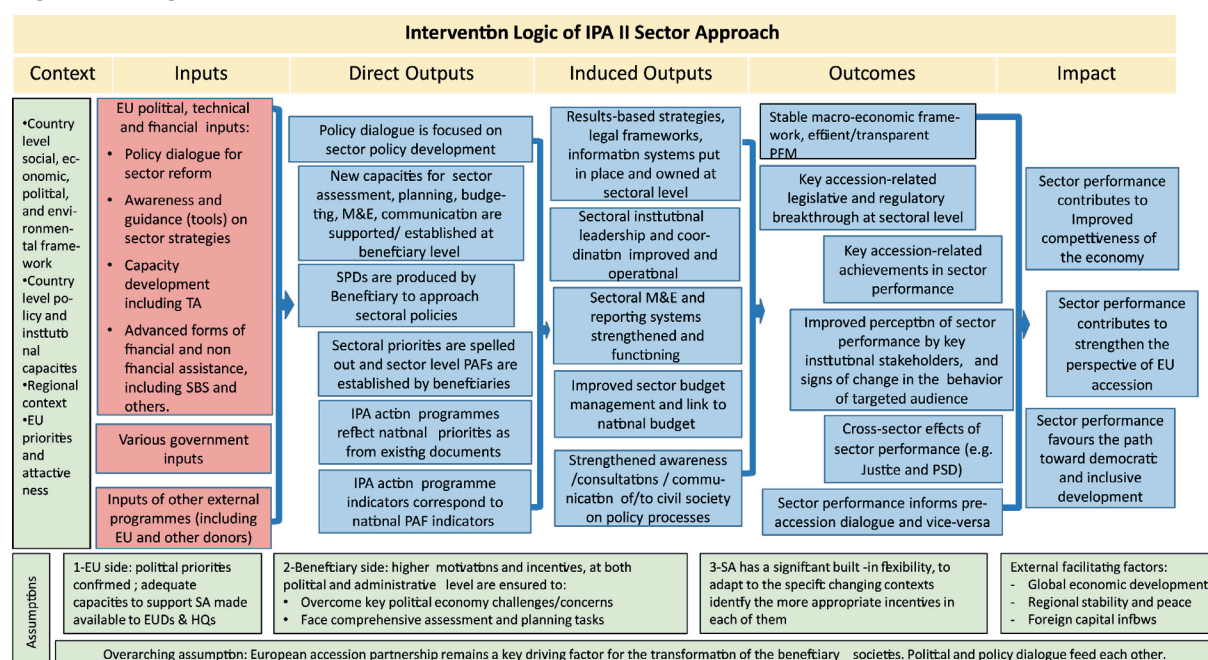 Intervention Logic of IPA II Sector Approach
Context
Inputs
Direct Outputs
Induced Outputs
Outcomes
Impact
•Country
level
social, ec-
onomic,
political,
and envi-
ronmen-
tal frame-
work
•Country
level po-
licy and
institutio
nal
capacities
•Regional
context
•EU
priorities
and
attactive
ness
EU political, technical
and financial inputs:
• Policy dialogue for
sector reform
• Awareness and
guidance (tools) on
sector strategies
• Capacity
development
including TA
• Advanced forms of
financial and non
financial assistance,
including SBS and
others.
Various government
inputs
Inputs of other external
programmes (including
EU and other donors)
Policy dialogue is focused on
sector policy development
New capacities for sector
assessment, planning, budge-
ting, M&E, communication are
supported/ established at
beneficiary level
SPDs are produced by
Beneficiary to approach
sectoral policies
Sectoral priorities are spelled
out and sector level PAFs are
established by beneficiaries
IPA action programmes
reflect national priorities as
from existing documents
IPA action programme
indicators correspond to
national PAF indicators
Results-based strategies,
legal frameworks,
information systems put
in place and owned at
sectoral level
Sectoral institutional
leadership and coor-
dination improved and
operational
Sectoral M&E and
reporting systems
strengthened and
functioning
Improved sector budget
management and link to
national budget
Strengthened awareness
/consultations / commu-
nication of/to civil society
on policy processes
Stable macro-economic frame-
work, efficient/transparent
PFM
Key accession-related
legislative and regulatory
breakthrough at sectoral level
Key accession-related
achievements in sector
performance
Improved perception of sector
performance by key
institutional stakeholders, and
signs of change in the behavior
of targeted audience
Cross-sector effects of
sector performance (e.g.
Justice and PSD)
Sector performance informs pre-
accession dialogue and vice-versa
Sector performance
contributes to
Improved
competitiveness of
the economy
Sector performance
contributes to
strengthen the
perspective of EU
accession
Sector performance
favours the path
toward democratic
and inclusive
development
Assumptions
1-EU side: political priorities
confirmed ; adequate
capacities to support SA made
available to EUDs & HQs
2-Beneficiary side: higher motivations and incentives, at both
political and administrative level are ensured to:
• Overcome key political economy challenges/concerns
• Face comprehensive assessment and planning tasks
3-SA has a significant built -in flexibility, to
adapt to the specific changing contexts
identify the more appropriate incentives in
each of them
External facilitating factors:
- Global economic development
- Regional stability and peace
- Foreign capital inflows
Overarching assumption: European accession partnership remains a key driving factor for the transformation of the beneficiary societies. Political and policy dialogue feed each other.